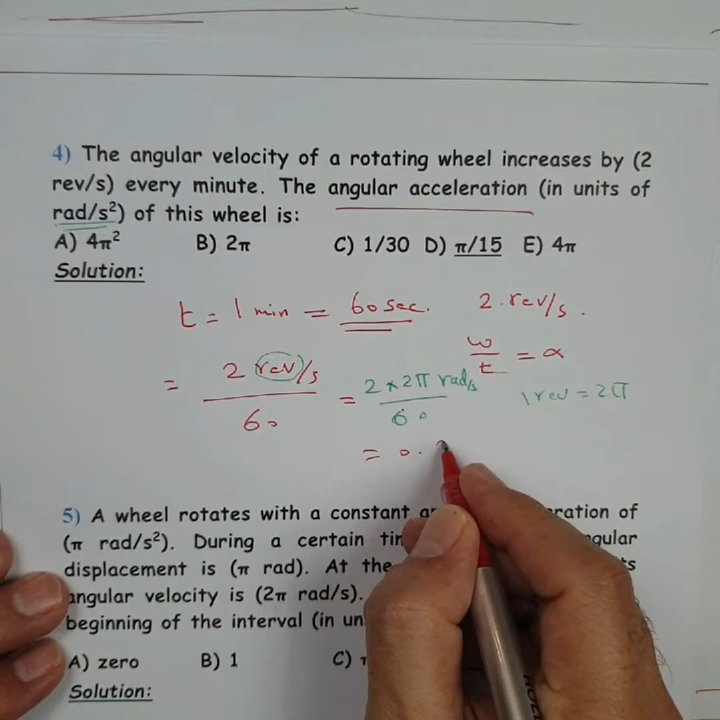 4) The angular velocity of a rotating wheel increases by (2
rev/s) every minute. The angular acceleration (in units of
rad/s²) of this wheel is:
A) 4π² B) 2π C) 1/30 D) π/15 E) 4π
Solution:
t = 1 min = 60 sec. 2 rev/s.
ω/t = α
= 2 rev/s / 60 = 2 × 2π rad/s / 60 1 rev = 2π
= 0.
5) A wheel rotates with a constant of
(π rad/s²). During a certain
displacement is (π rad). At the
angular velocity is (2π rad/s).
beginning of the interval (in
A) zero B) 1 C)
Solution: